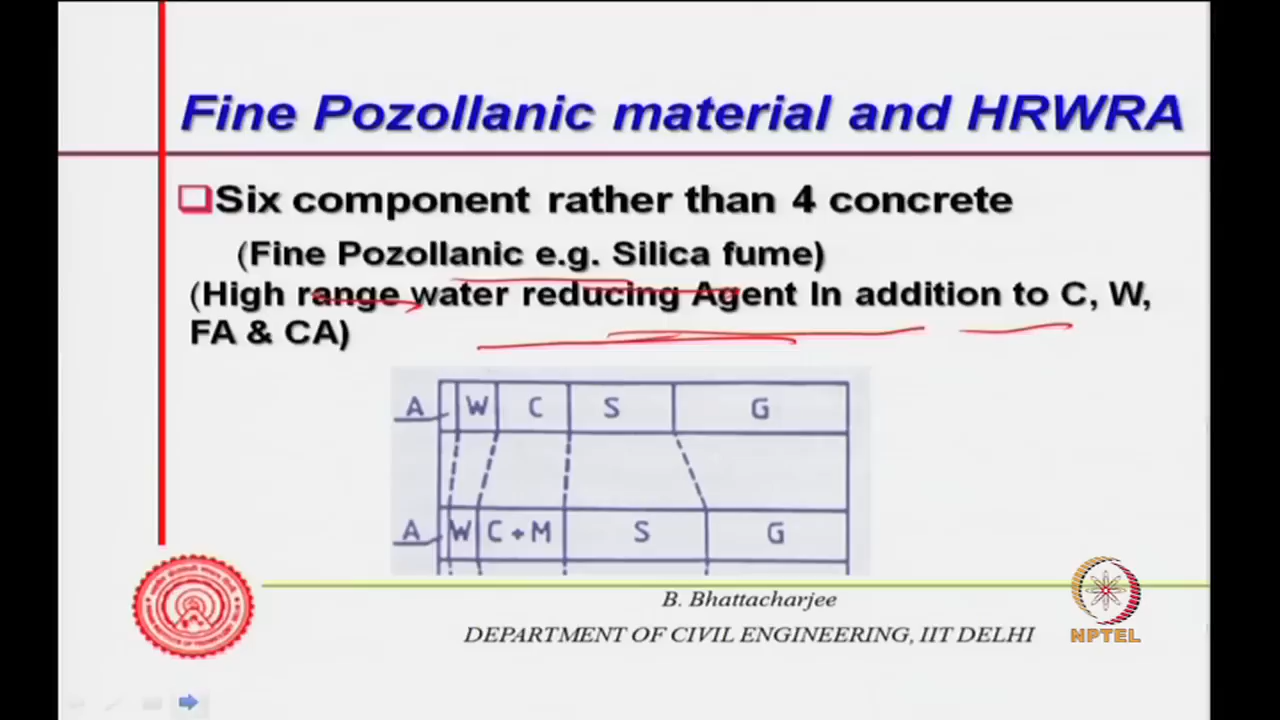 Fine Pozollanic material and HRWRA
Six component rather than 4 concrete
(Fine Pozollanic e.g. Silica fume)
(High range water reducing Agent In addition to C, W,
FA & CA)
A W C S G
A W C + M S G
B. Bhattacharjee
DEPARTMENT OF CIVIL ENGINEERING, IIT DELHI
NPTEL